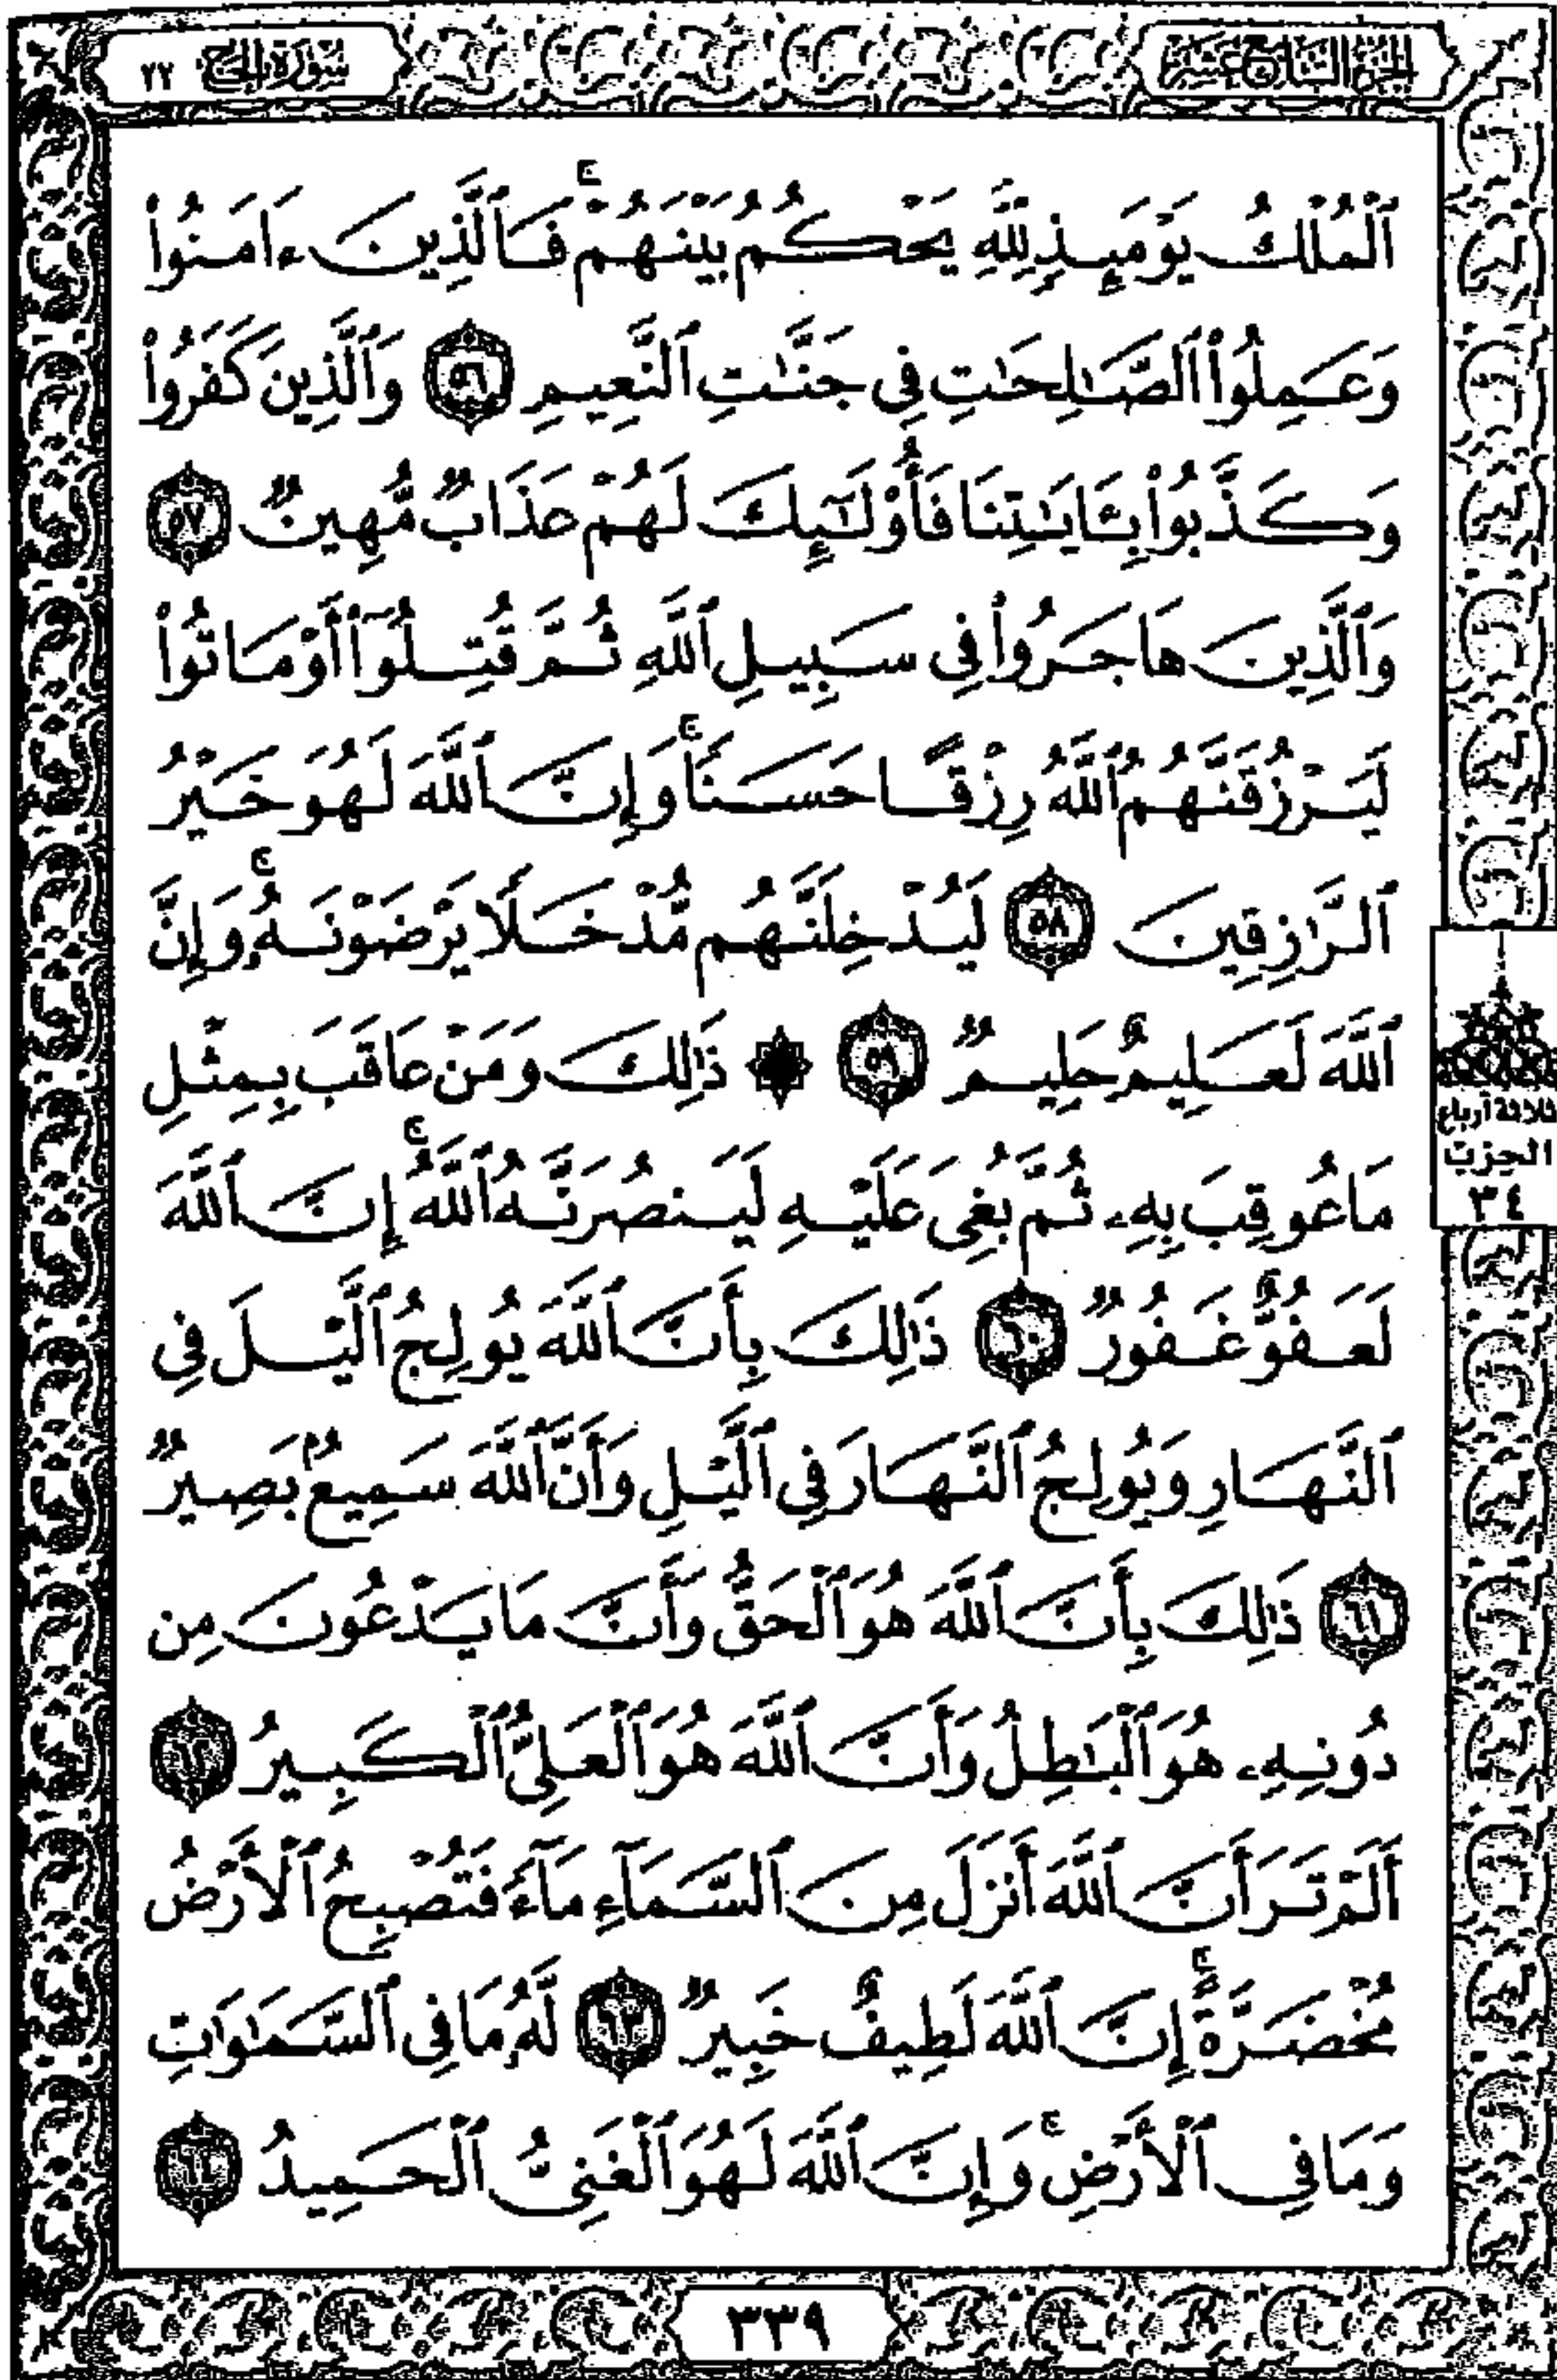 الجزء السابع عشر
سورة الحج ٢٢
ٱلْمُلْكُ يَوْمَئِذٍ لِّلَّهِ يَحْكُمُ بَيْنَهُمْ ۚ فَٱلَّذِينَ ءَامَنُوا۟
وَعَمِلُوا۟ ٱلصَّـٰلِحَـٰتِ فِى جَنَّـٰتِ ٱلنَّعِيمِ ٥٦ وَٱلَّذِينَ كَفَرُوا۟
وَكَذَّبُوا۟ بِـَٔايَـٰتِنَا فَأُو۟لَـٰٓئِكَ لَهُمْ عَذَابٌ مُّهِينٌ ٥٧
وَٱلَّذِينَ هَاجَرُوا۟ فِى سَبِيلِ ٱللَّهِ ثُمَّ قُتِلُوٓا۟ أَوْ مَاتُوا۟
لَيَرْزُقَنَّهُمُ ٱللَّهُ رِزْقًا حَسَنًا ۚ وَإِنَّ ٱللَّهَ لَهُوَ خَيْرُ
ٱلرَّٰزِقِينَ ٥٨ لَيُدْخِلَنَّهُم مُّدْخَلًا يَرْضَوْنَهُۥ ۚ وَإِنَّ
ٱللَّهَ لَعَلِيمٌ حَلِيمٌ ٥٩ ۞ ذَٰلِكَ وَمَنْ عَاقَبَ بِمِثْلِ
مَا عُوقِبَ بِهِۦ ثُمَّ بُغِىَ عَلَيْهِ لَيَنصُرَنَّهُ ٱللَّهُ ۚ إِنَّ ٱللَّهَ
لَعَفُوٌّ غَفُورٌ ٦٠ ذَٰلِكَ بِأَنَّ ٱللَّهَ يُولِجُ ٱلَّيْلَ فِى
ٱلنَّهَارِ وَيُولِجُ ٱلنَّهَارَ فِى ٱلَّيْلِ وَأَنَّ ٱللَّهَ سَمِيعٌۢ بَصِيرٌ
٦١ ذَٰلِكَ بِأَنَّ ٱللَّهَ هُوَ ٱلْحَقُّ وَأَنَّ مَا يَدْعُونَ مِن
دُونِهِۦ هُوَ ٱلْبَـٰطِلُ وَأَنَّ ٱللَّهَ هُوَ ٱلْعَلِىُّ ٱلْكَبِيرُ ٦٢
أَلَمْ تَرَ أَنَّ ٱللَّهَ أَنزَلَ مِنَ ٱلسَّمَآءِ مَآءً فَتُصْبِحُ ٱلْأَرْضُ
مُخْضَرَّةً ۗ إِنَّ ٱللَّهَ لَطِيفٌ خَبِيرٌ ٦٣ لَّهُۥ مَا فِى ٱلسَّمَـٰوَٰتِ
وَمَا فِى ٱلْأَرْضِ ۗ وَإِنَّ ٱللَّهَ لَهُوَ ٱلْغَنِىُّ ٱلْحَمِيدُ ٦٤
ثلاثة أرباع
الحزب
٣٤
٣٣٩